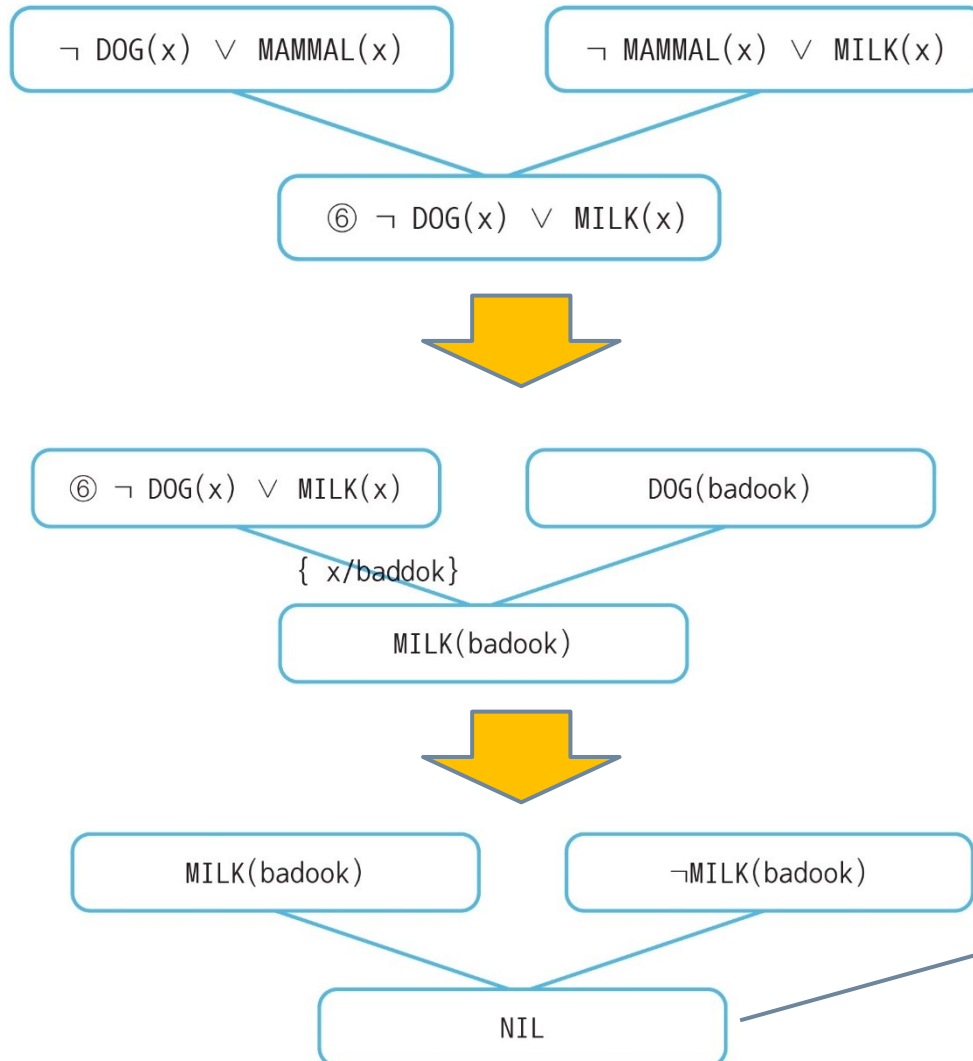 ¬ DOG(x) ∨ MAMMAL(x)
¬ MAMMAL(x) ∨ MILK(x)
⑥ ¬ DOG(x) ∨ MILK(x)
⑥ ¬ DOG(x) ∨ MILK(x)
DOG(badook)
{ x/baddok}
MILK(badook)
MILK(badook)
¬MILK(badook)
NIL